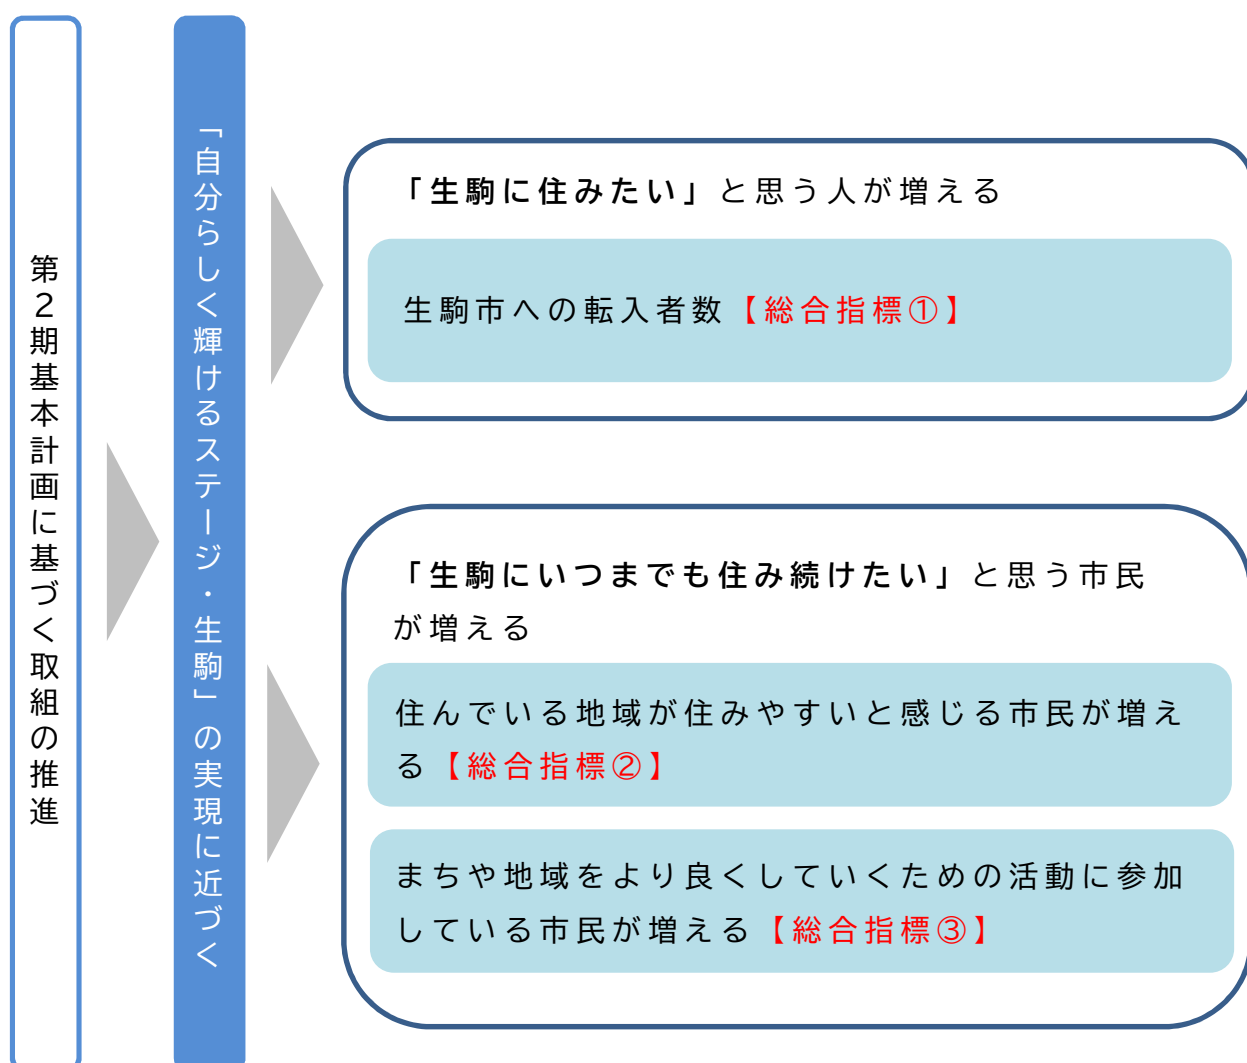 第2期基本計画に基づく取組の推進
「自分らしく輝けるステージ・生駒」の実現に近づく
「生駒に住みたい」と思う人が増える
生駒市への転入者数【総合指標①】
「生駒にいつまでも住み続けたい」と思う市民
が増える
住んでいる地域が住みやすいと感じる市民が増え
る【総合指標②】
まちや地域をより良くしていくための活動に参加
している市民が増える【総合指標③】